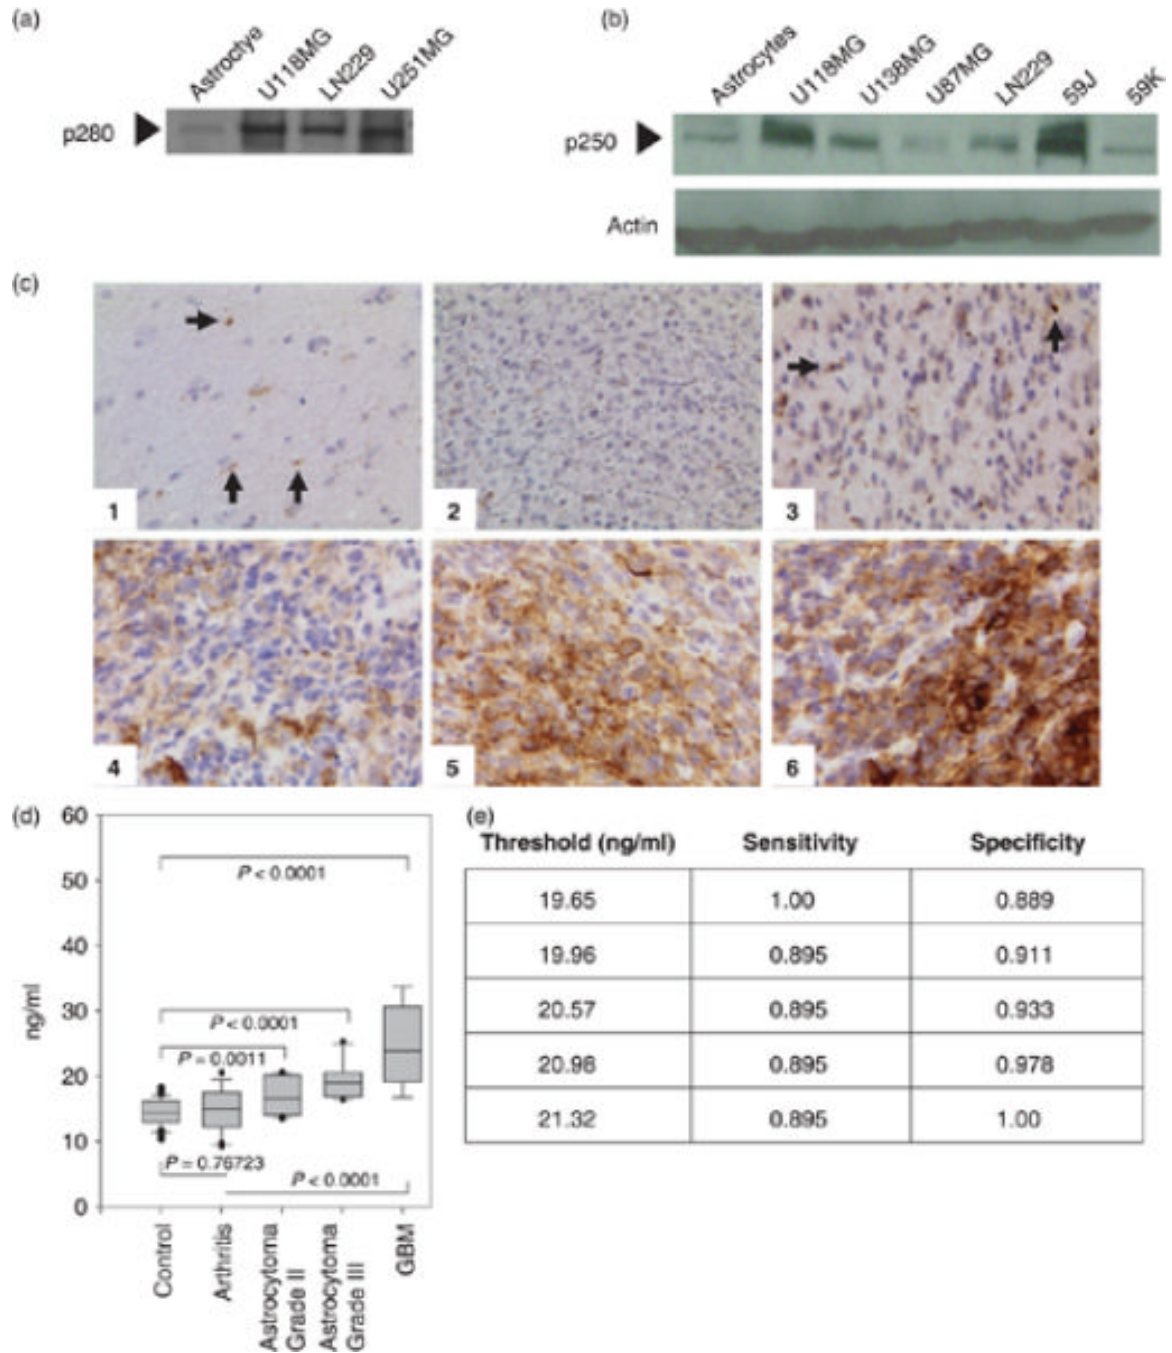 (a)
Astroctye U118MG LN229 U251MG
p280
(b)
Astrocytes U118MG U138MG U87MG LN229 59J 59K
p250
Actin
(c)
1 2 3
4 5 6
(d)
60
50
40
30
20
10
0
ng/ml
P < 0.0001
P < 0.0001
P = 0.0011
P = 0.76723
P < 0.0001
Control
Arthritis
Astrocytoma
Grade II
Astrocytoma
Grade III
GBM
(e)
Threshold (ng/ml) Sensitivity Specificity
19.65 1.00 0.889
19.96 0.895 0.911
20.57 0.895 0.933
20.98 0.895 0.978
21.32 0.895 1.00